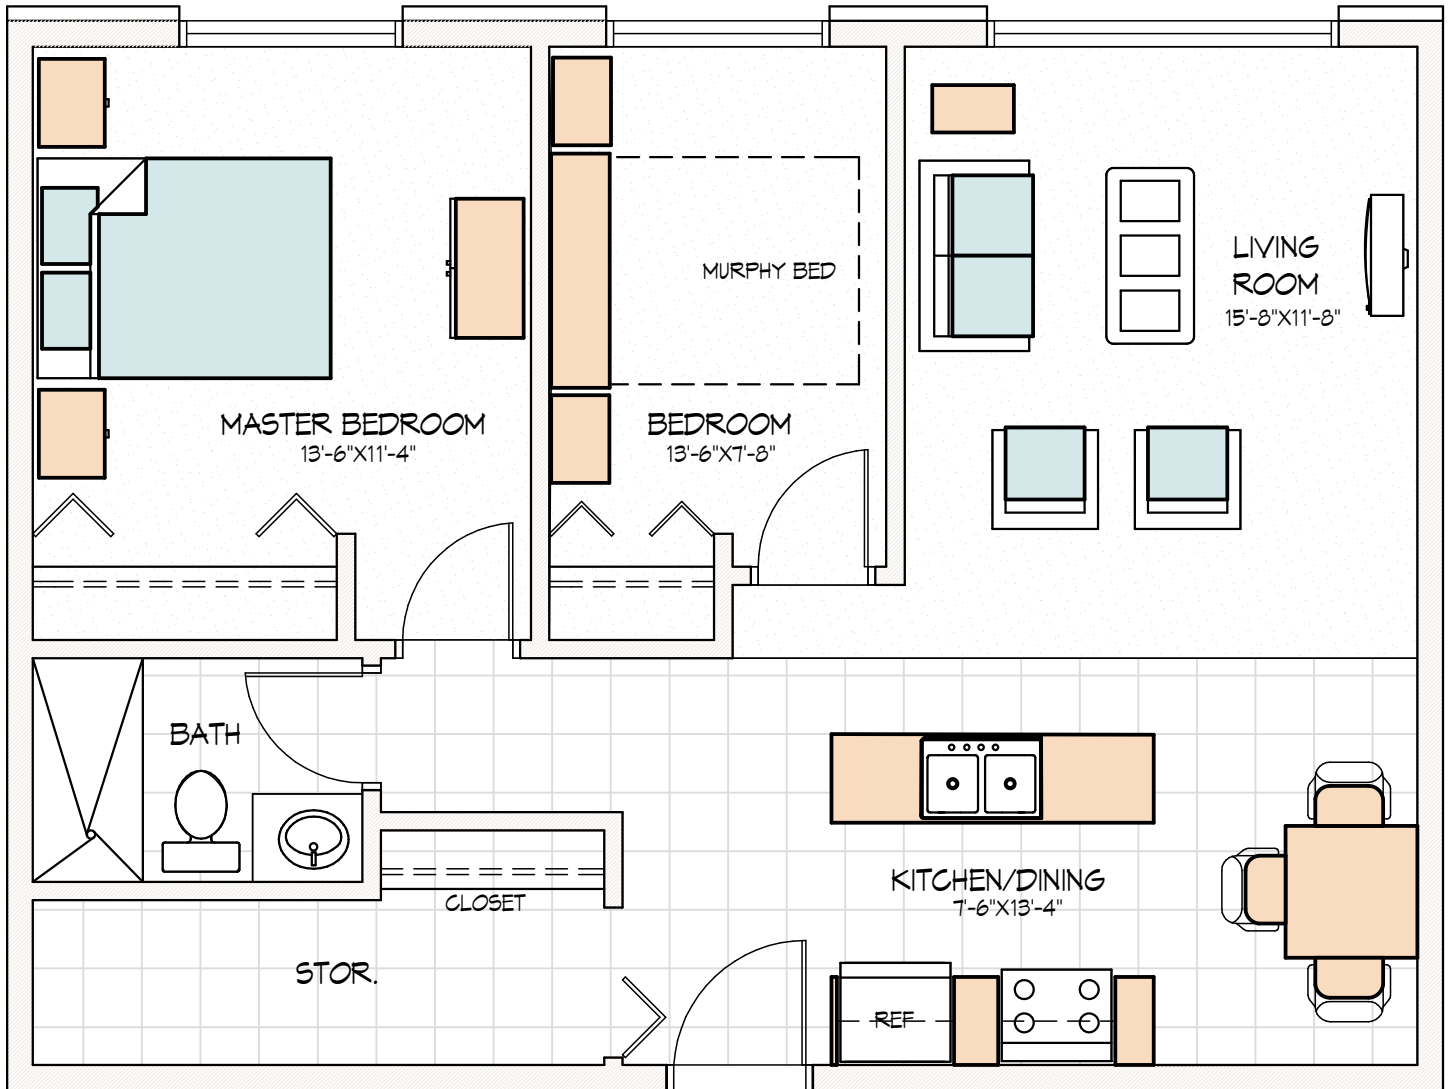 MURPHY BED
LIVING
ROOM
15'-8"X11'-8"
MASTER BEDROOM
13'-6"X11'-4"
BEDROOM
13'-6"X7'-8"
BATH
KITCHEN/DINING
7'-6"X13'-4"
CLOSET
STOR.
REF